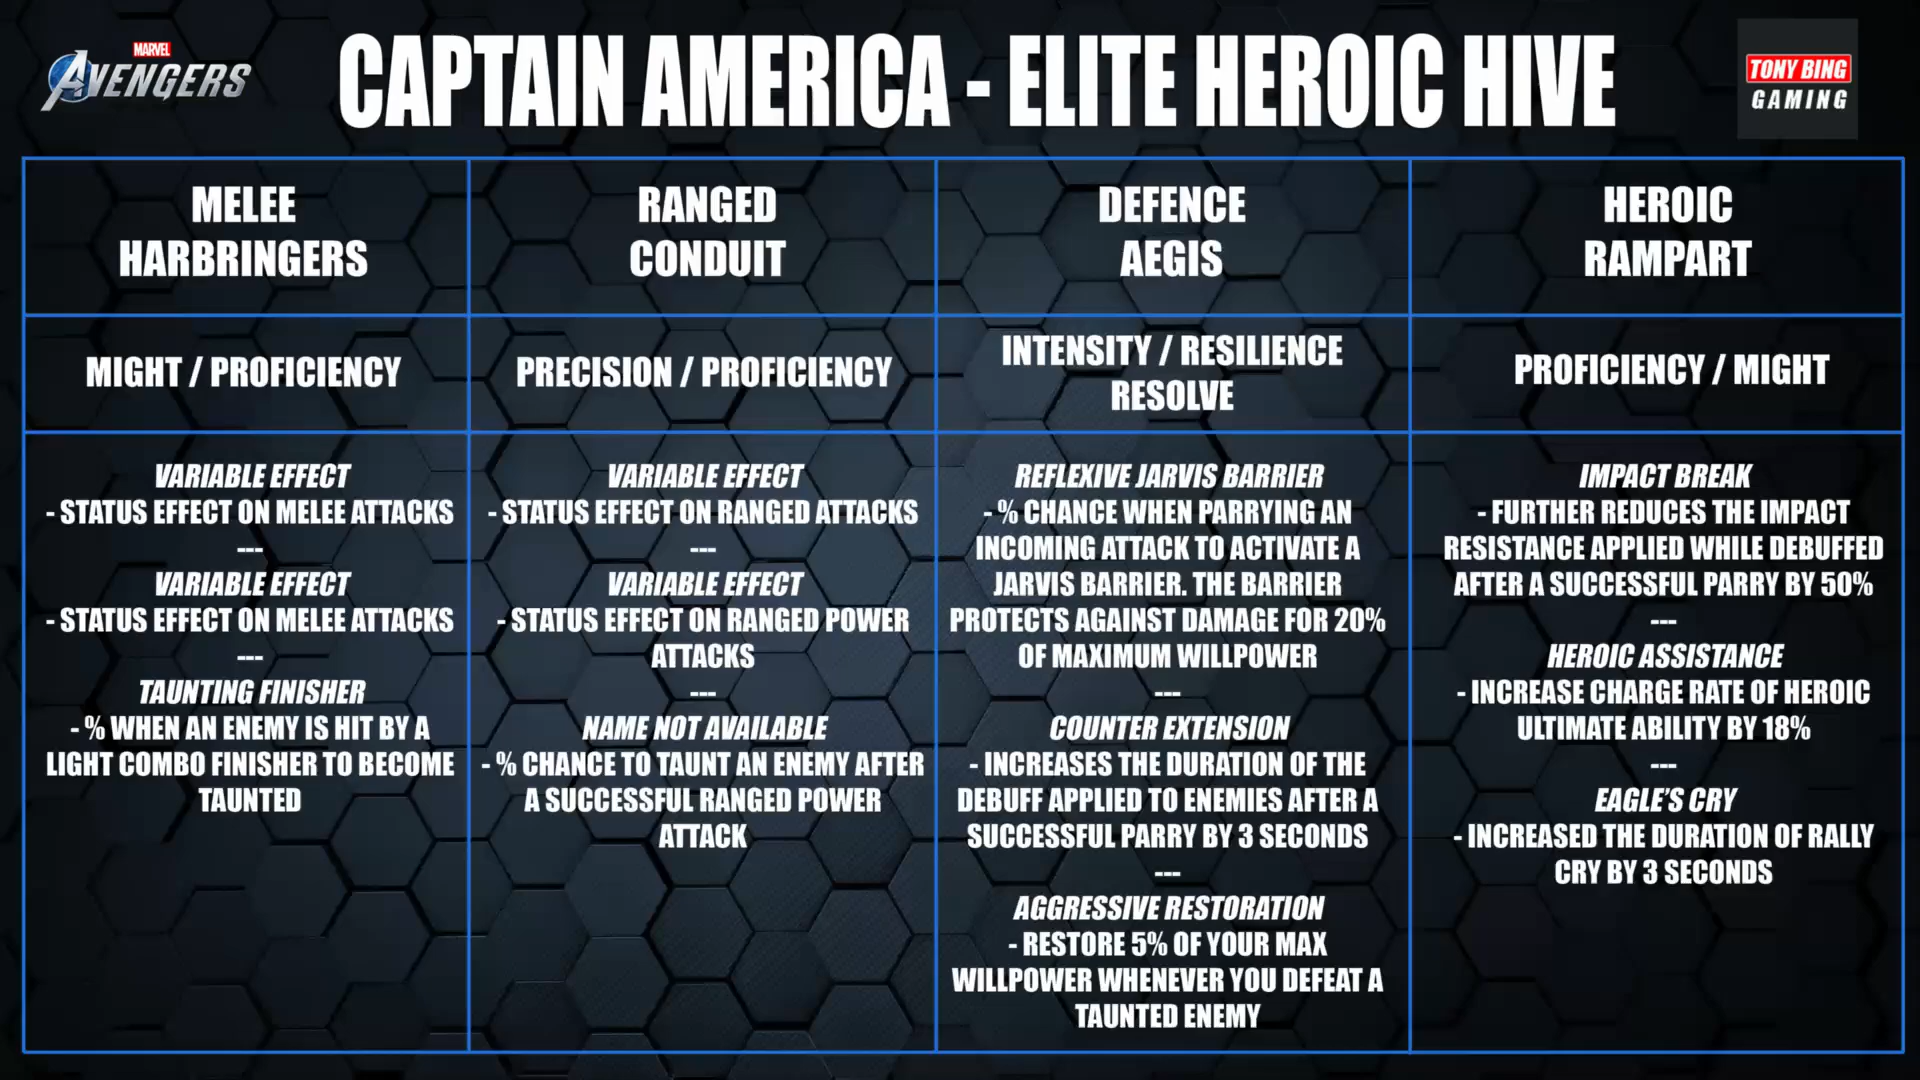 MARVEL
AVENGERS
CAPTAIN AMERICA - ELITE HEROIC HIVE
TONY BING
GAMING
MELEE
HARBRINGERS
MIGHT / PROFICIENCY
VARIABLE EFFECT
- STATUS EFFECT ON MELEE ATTACKS
---
VARIABLE EFFECT
- STATUS EFFECT ON MELEE ATTACKS
---
TAUNTING FINISHER
- % WHEN AN ENEMY IS HIT BY A
LIGHT COMBO FINISHER TO BECOME
TAUNTED
RANGED
CONDUIT
PRECISION / PROFICIENCY
VARIABLE EFFECT
- STATUS EFFECT ON RANGED ATTACKS
---
VARIABLE EFFECT
- STATUS EFFECT ON RANGED POWER
ATTACKS
---
NAME NOT AVAILABLE
- % CHANCE TO TAUNT AN ENEMY AFTER
A SUCCESSFUL RANGED POWER
ATTACK
DEFENCE
AEGIS
INTENSITY / RESILIENCE
RESOLVE
REFLEXIVE JARVIS BARRIER
- % CHANCE WHEN PARRYING AN
INCOMING ATTACK TO ACTIVATE A
JARVIS BARRIER. THE BARRIER
PROTECTS AGAINST DAMAGE FOR 20%
OF MAXIMUM WILLPOWER
---
COUNTER EXTENSION
- INCREASES THE DURATION OF THE
DEBUFF APPLIED TO ENEMIES AFTER A
SUCCESSFUL PARRY BY 3 SECONDS
---
AGGRESSIVE RESTORATION
- RESTORE 5% OF YOUR MAX
WILLPOWER WHENEVER YOU DEFEAT A
TAUNTED ENEMY
HEROIC
RAMPART
PROFICIENCY / MIGHT
IMPACT BREAK
- FURTHER REDUCES THE IMPACT
RESISTANCE APPLIED WHILE DEBUFFED
AFTER A SUCCESSFUL PARRY BY 50%
---
HEROIC ASSISTANCE
- INCREASE CHARGE RATE OF HEROIC
ULTIMATE ABILITY BY 18%
---
EAGLE'S CRY
- INCREASED THE DURATION OF RALLY
CRY BY 3 SECONDS